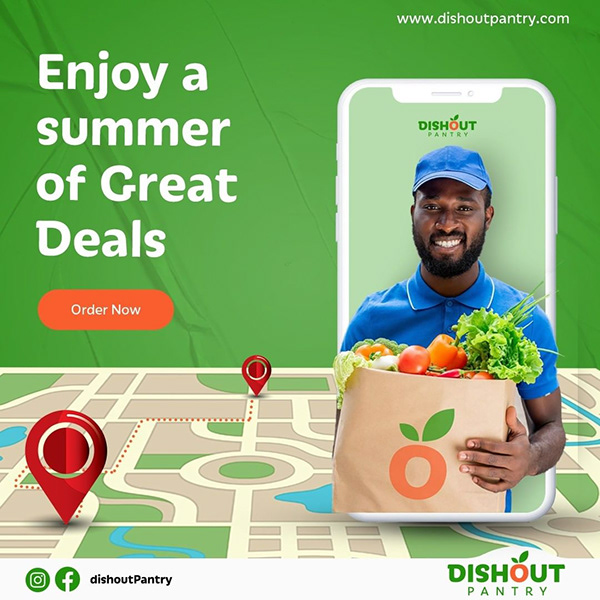 www.dishoutpantry.com
Enjoy a
summer
of Great
Deals
Order Now
DISHOUT
PANTRY
dishoutPantry
DISHOUT
PANTRY